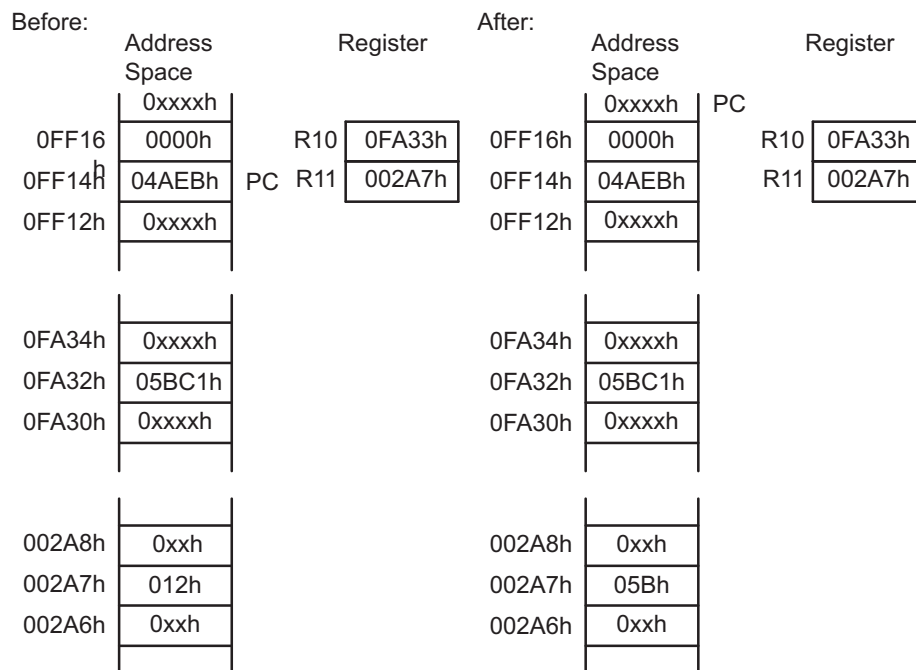 Before:
Address Space
Register
0xxxxh
0FF16h 0000h R10 0FA33h
0FF14h 04AEBh PC R11 002A7h
0FF12h 0xxxxh
0FA34h 0xxxxh
0FA32h 05BC1h
0FA30h 0xxxxh
002A8h 0xxh
002A7h 012h
002A6h 0xxh
After:
Address Space
Register
0xxxxh PC
0FF16h 0000h R10 0FA33h
0FF14h 04AEBh R11 002A7h
0FF12h 0xxxxh
0FA34h 0xxxxh
0FA32h 05BC1h
0FA30h 0xxxxh
002A8h 0xxh
002A7h 05Bh
002A6h 0xxh